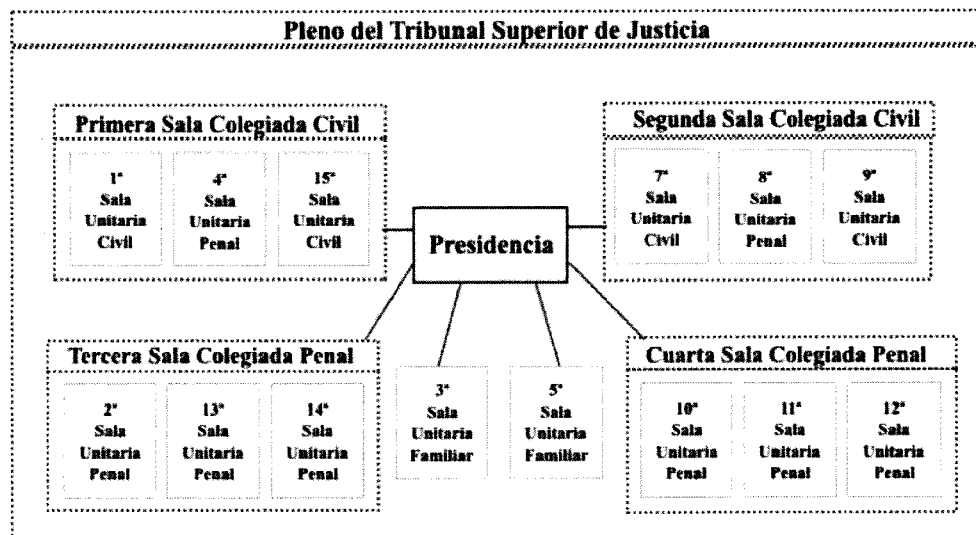 Pleno del Tribunal Superior de Justicia
Primera Sala Colegiada Civil
1ª
Sala
Unitaria
Civil
4ª
Sala
Unitaria
Penal
15ª
Sala
Unitaria
Civil
Segunda Sala Colegiada Civil
7ª
Sala
Unitaria
Civil
8ª
Sala
Unitaria
Penal
9ª
Sala
Unitaria
Civil
Presidencia
Tercera Sala Colegiada Penal
2ª
Sala
Unitaria
Penal
13ª
Sala
Unitaria
Penal
14ª
Sala
Unitaria
Penal
3ª
Sala
Unitaria
Familiar
5ª
Sala
Unitaria
Familiar
Cuarta Sala Colegiada Penal
10ª
Sala
Unitaria
Penal
11ª
Sala
Unitaria
Penal
12ª
Sala
Unitaria
Penal